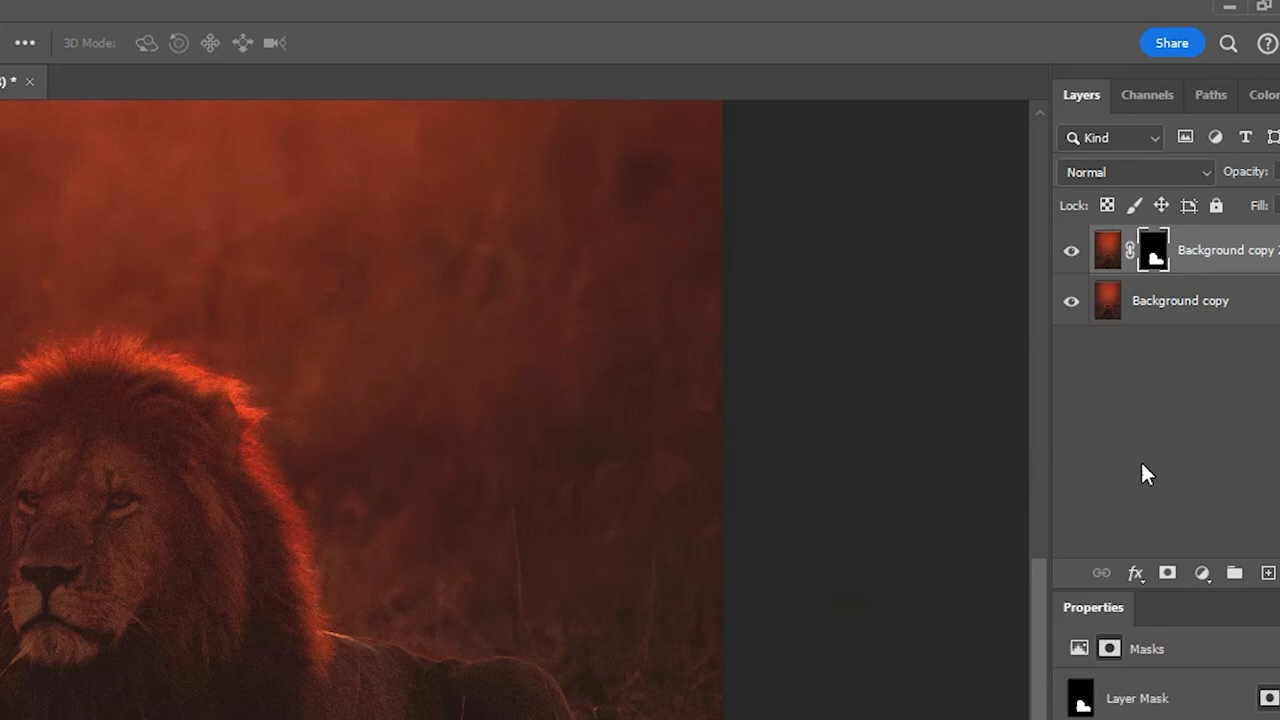 3D Mode:
Share
) *
Layers
Channels
Paths
Kind
Normal
Opacity:
Lock:
Fill:
Background copy
Background copy
Properties
Masks
Layer Mask